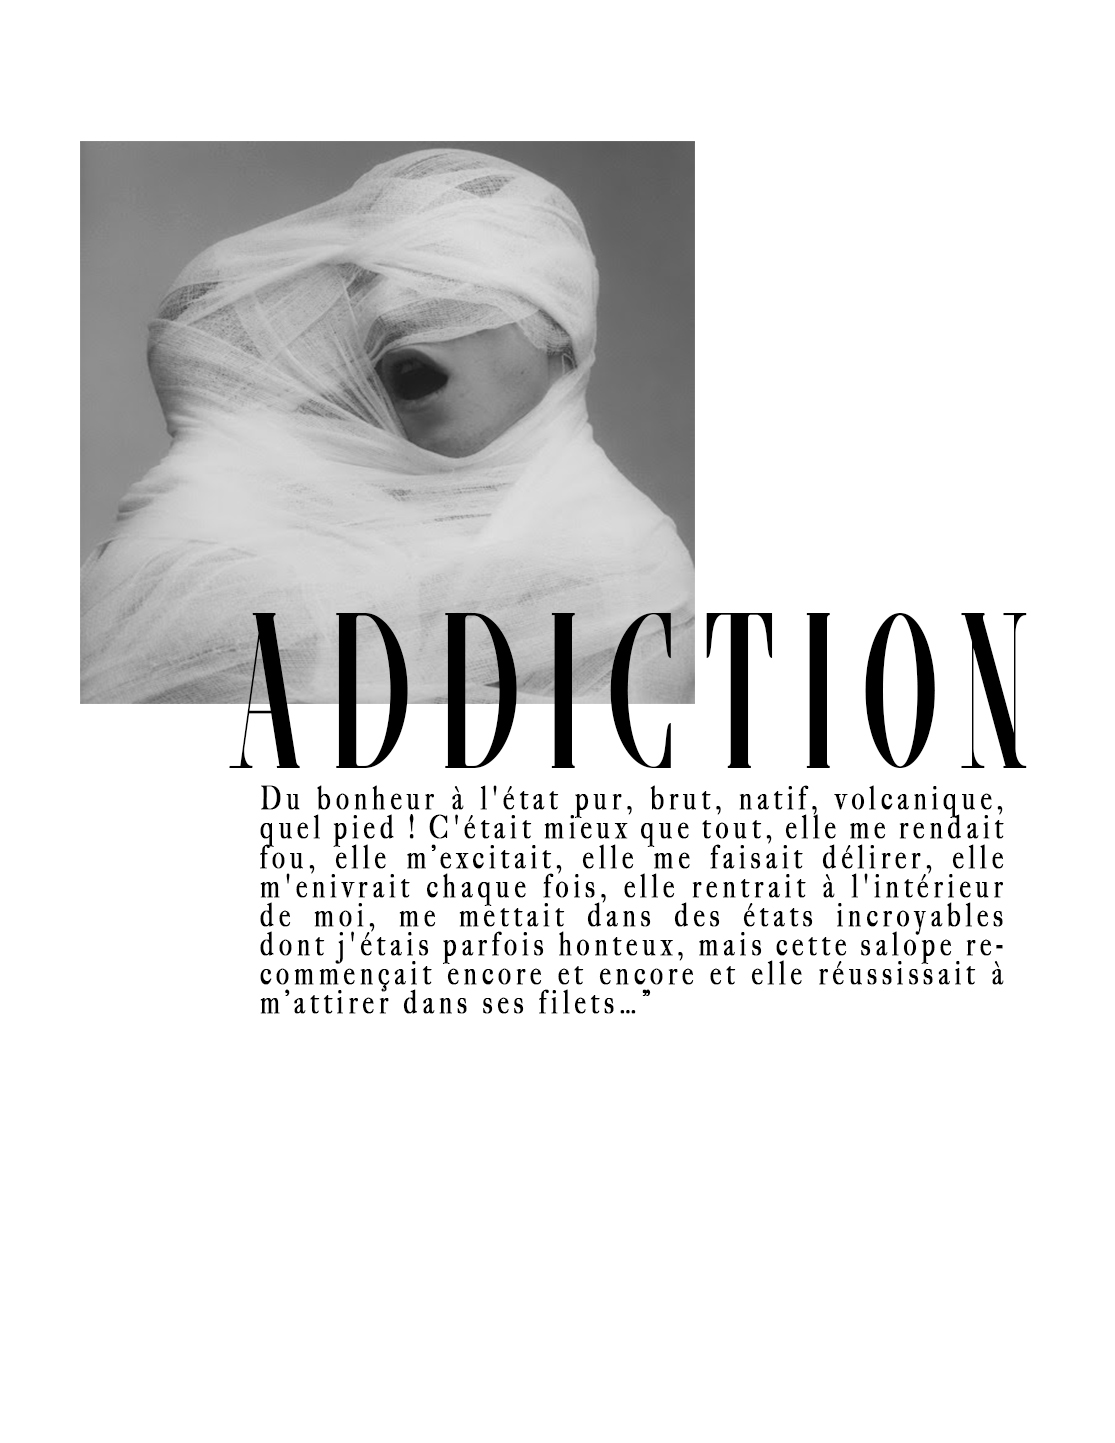 ADDICTION
Du bonheur à l'état pur, brut, natif, volcanique,
quel pied ! C'était mieux que tout, elle me rendait
fou, elle m’excitait, elle me faisait délirer, elle
m'enivrait chaque fois, elle rentrait à l'intérieur
de moi, me mettait dans des états incroyables
dont j'étais parfois honteux, mais cette salope re-
commençait encore et encore et elle réussissait à
m’attirer dans ses filets…”